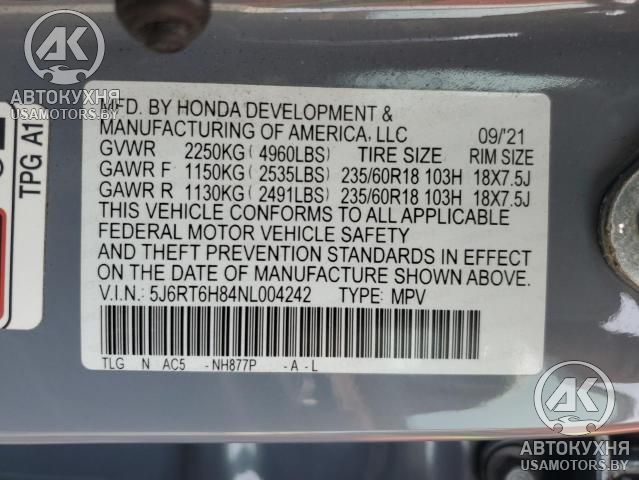 AK
АВТОКУХНЯ
USAMOTORS.BY
TPG A1
MFD. BY HONDA DEVELOPMENT &
MANUFACTURING OF AMERICA, LLC 09/21
GVWR 2250KG ( 4960LBS) TIRE SIZE RIM SIZE
GAWR F 1150KG ( 2535LBS) 235/60R18 103H 18X7.5J
GAWR R 1130KG ( 2491LBS) 235/60R18 103H 18X7.5J
THIS VEHICLE CONFORMS TO ALL APPLICABLE
FEDERAL MOTOR VEHICLE SAFETY
AND THEFT PREVENTION STANDARDS IN EFFECT
ON THE DATE OF MANUFACTURE SHOWN ABOVE.
V.I.N.: 5J6RT6H84NL004242 TYPE: MPV
TLG N AC5 -NH877P -A-L
AK
АВТОКУХНЯ
USAMOTORS.BY